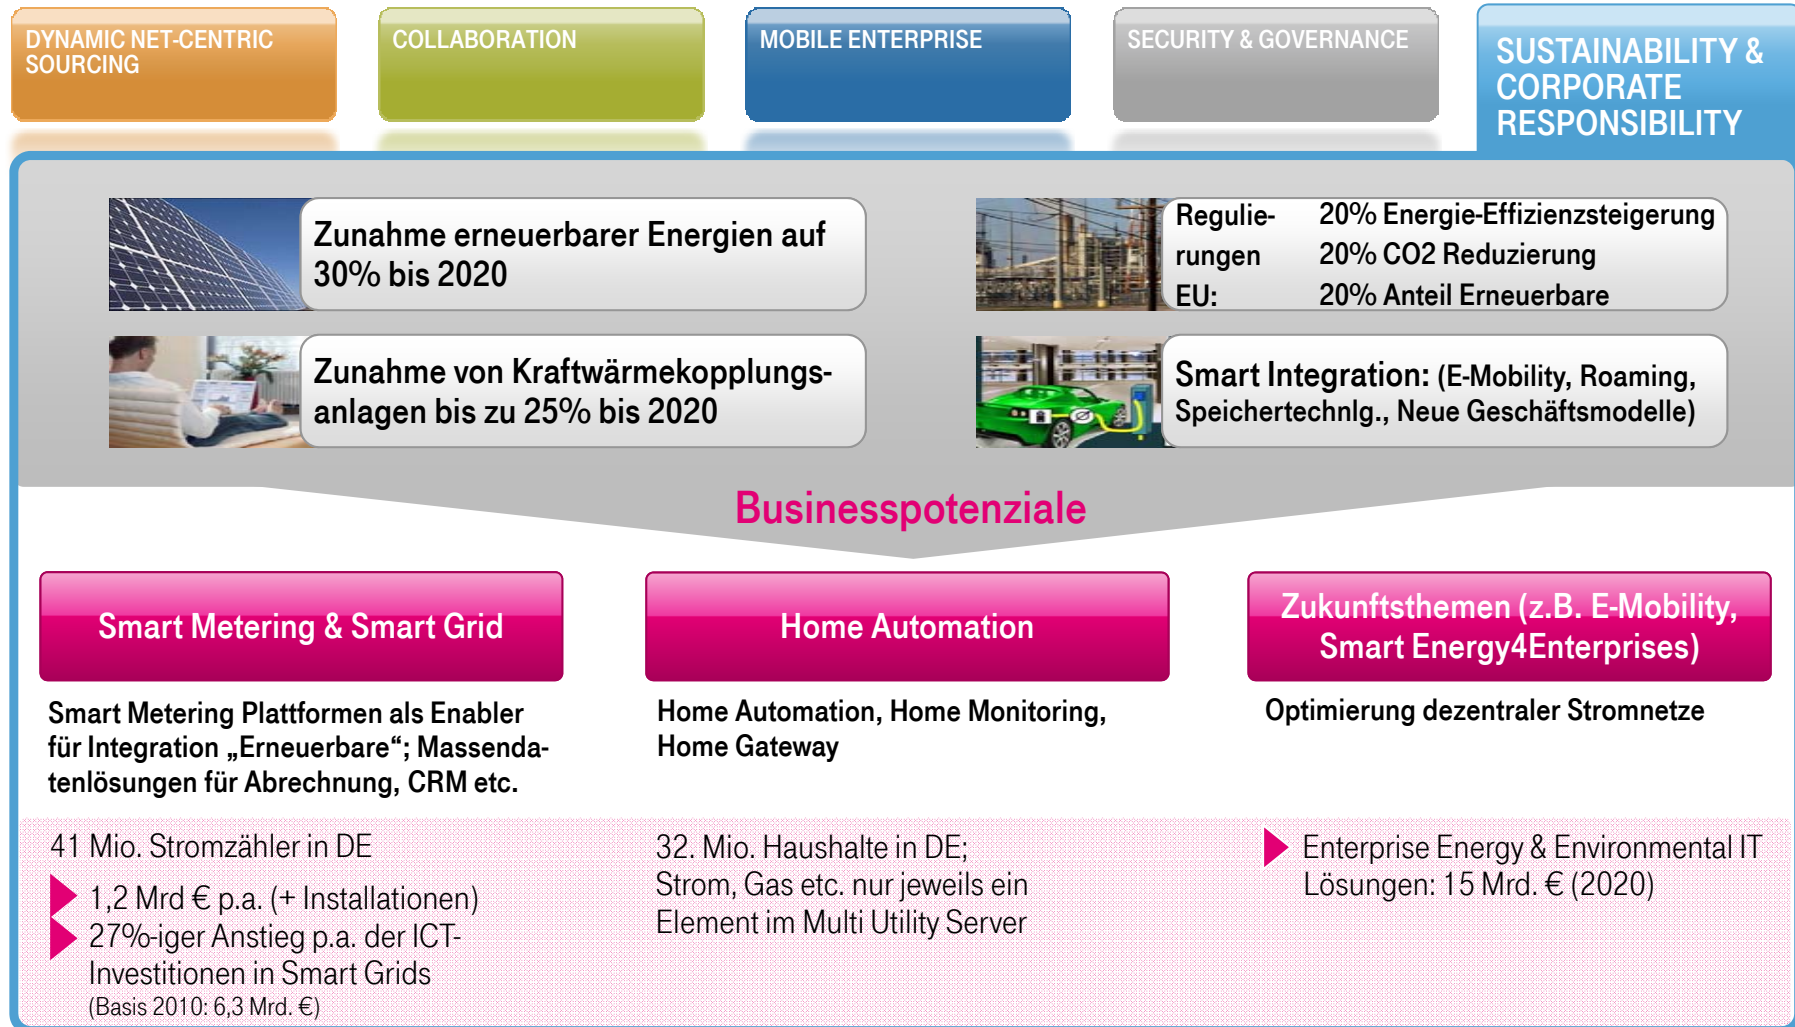 DYNAMIC NET-CENTRIC
SOURCING
COLLABORATION
MOBILE ENTERPRISE
SECURITY & GOVERNANCE
SUSTAINABILITY &
CORPORATE
RESPONSIBILITY
Zunahme erneuerbarer Energien auf
30% bis 2020
Regulie- 20% Energie-Effizienzsteigerung
rungen 20% CO2 Reduzierung
EU: 20% Anteil Erneuerbare
Zunahme von Kraftwärmekopplungs-
anlagen bis zu 25% bis 2020
Smart Integration: (E-Mobility, Roaming,
Speichertechnlg., Neue Geschäftsmodelle)
Businesspotenziale
Smart Metering & Smart Grid
Smart Metering Plattformen als Enabler
für Integration „Erneuerbare“; Massenda-
tenlösungen für Abrechnung, CRM etc.
41 Mio. Stromzähler in DE
1,2 Mrd € p.a. (+ Installationen)
27%-iger Anstieg p.a. der ICT-
Investitionen in Smart Grids
(Basis 2010: 6,3 Mrd. €)
Home Automation
Home Automation, Home Monitoring,
Home Gateway
32. Mio. Haushalte in DE;
Strom, Gas etc. nur jeweils ein
Element im Multi Utility Server
Zukunftsthemen (z.B. E-Mobility,
Smart Energy4Enterprises)
Optimierung dezentraler Stromnetze
Enterprise Energy & Environmental IT
Lösungen: 15 Mrd. € (2020)